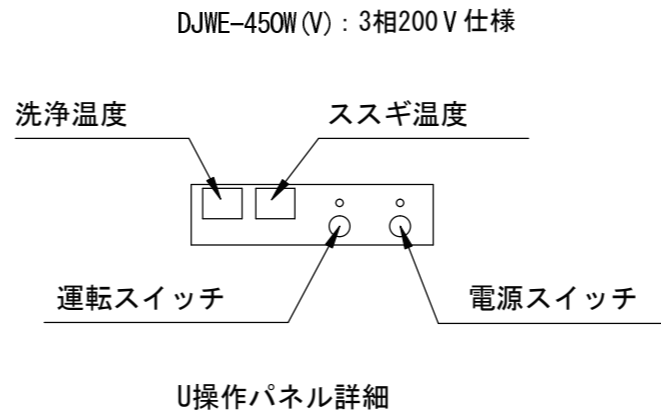 DJWE-450W(V)：3相200V仕様
洗浄温度
ススギ温度
運転スイッチ
電源スイッチ
U操作パネル詳細